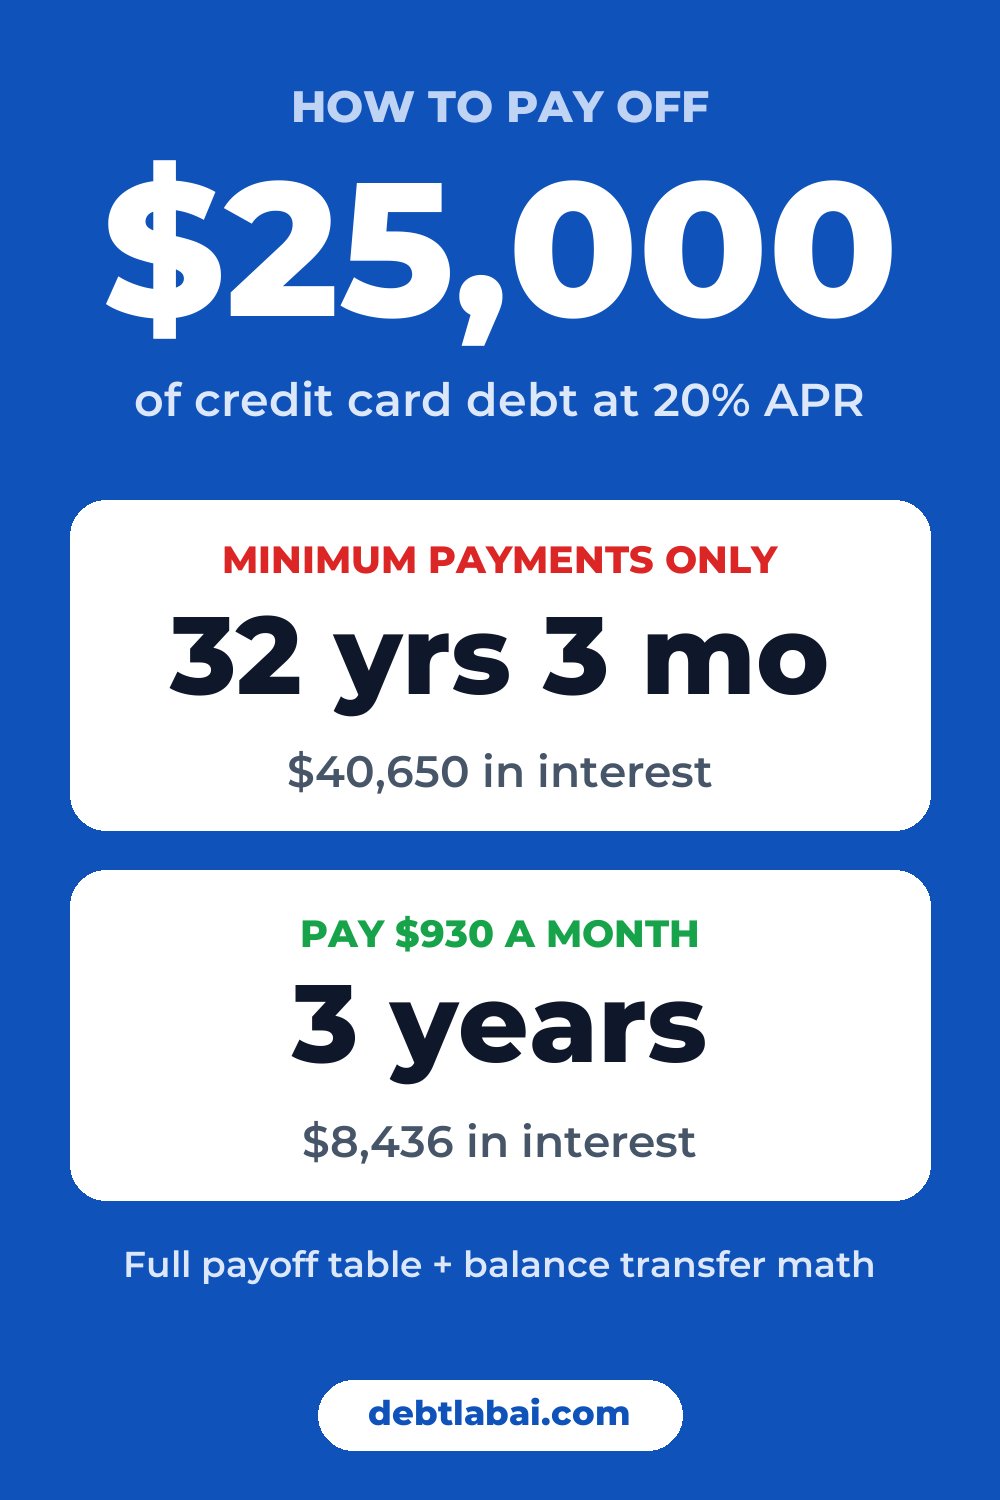 HOW TO PAY OFF
$25,000
of credit card debt at 20% APR
MINIMUM PAYMENTS ONLY
32 yrs 3 mo
$40,650 in interest
PAY $930 A MONTH
3 years
$8,436 in interest
Full payoff table + balance transfer math
debtlabai.com